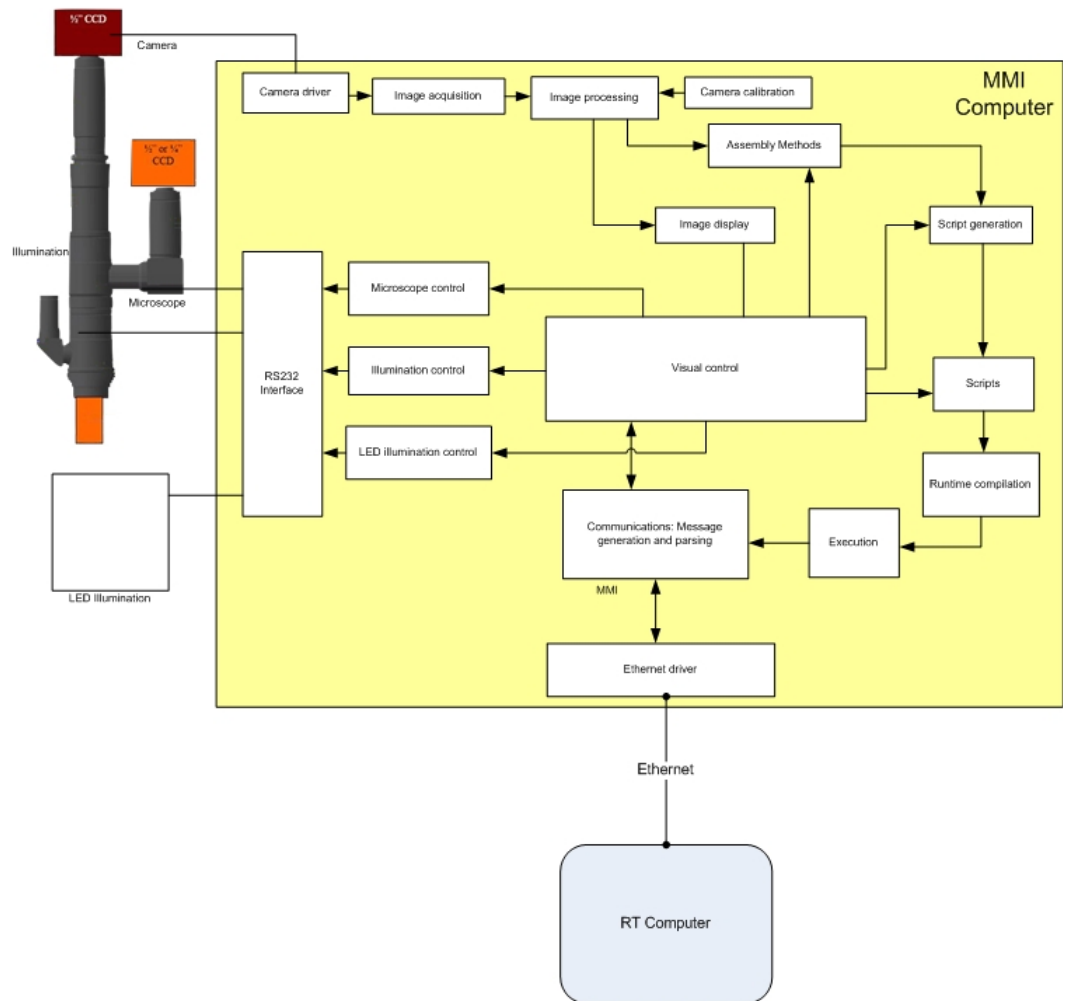 ½" CCD
Camera
MMI
Computer
Camera driver
Image acquisition
Image processing
Camera calibration
½" or ¼"
CCD
Assembly Methods
Image display
Script generation
Illumination
Microscope
Microscope control
RS232
Interface
Illumination control
Visual control
Scripts
LED illumination control
Runtime compilation
Communications: Message
generation and parsing
Execution
MMI
LED Illumination
Ethernet driver
Ethernet
RT Computer